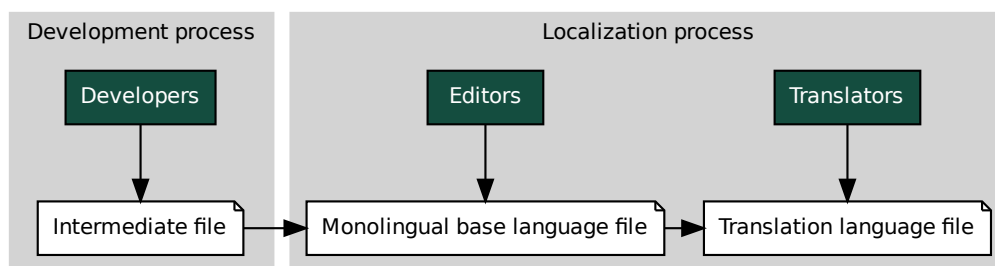 Development process
Localization process
Developers
Editors
Translators
Intermediate file
Monolingual base language file
Translation language file